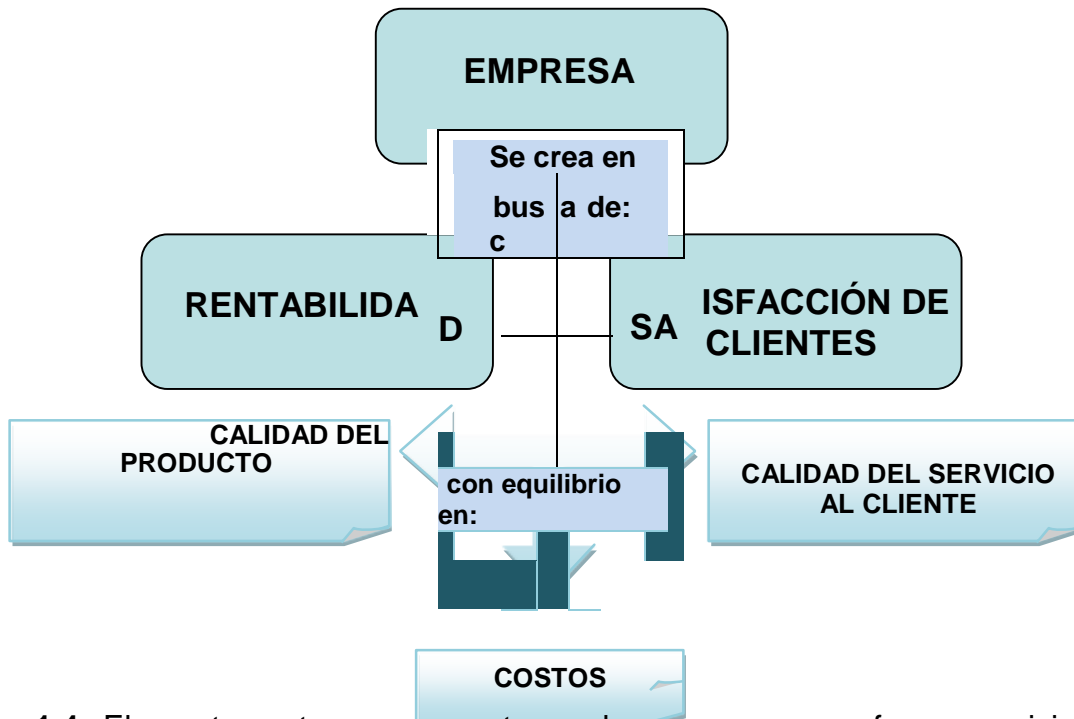 EMPRESA
Se crea en
bus a de:
c
RENTABILIDA
D
SA
ISFACCIÓN DE
CLIENTES
CALIDAD DEL
PRODUCTO
con equilibrio
en:
CALIDAD DEL SERVICIO
AL CLIENTE
COSTOS